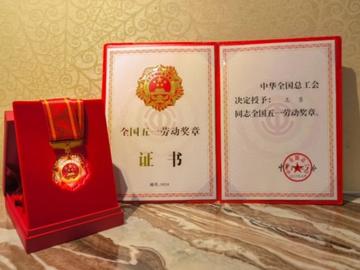 全国五一劳动奖章
证 书
中华全国总工会
决定授予：
同志全国五一劳动奖章。